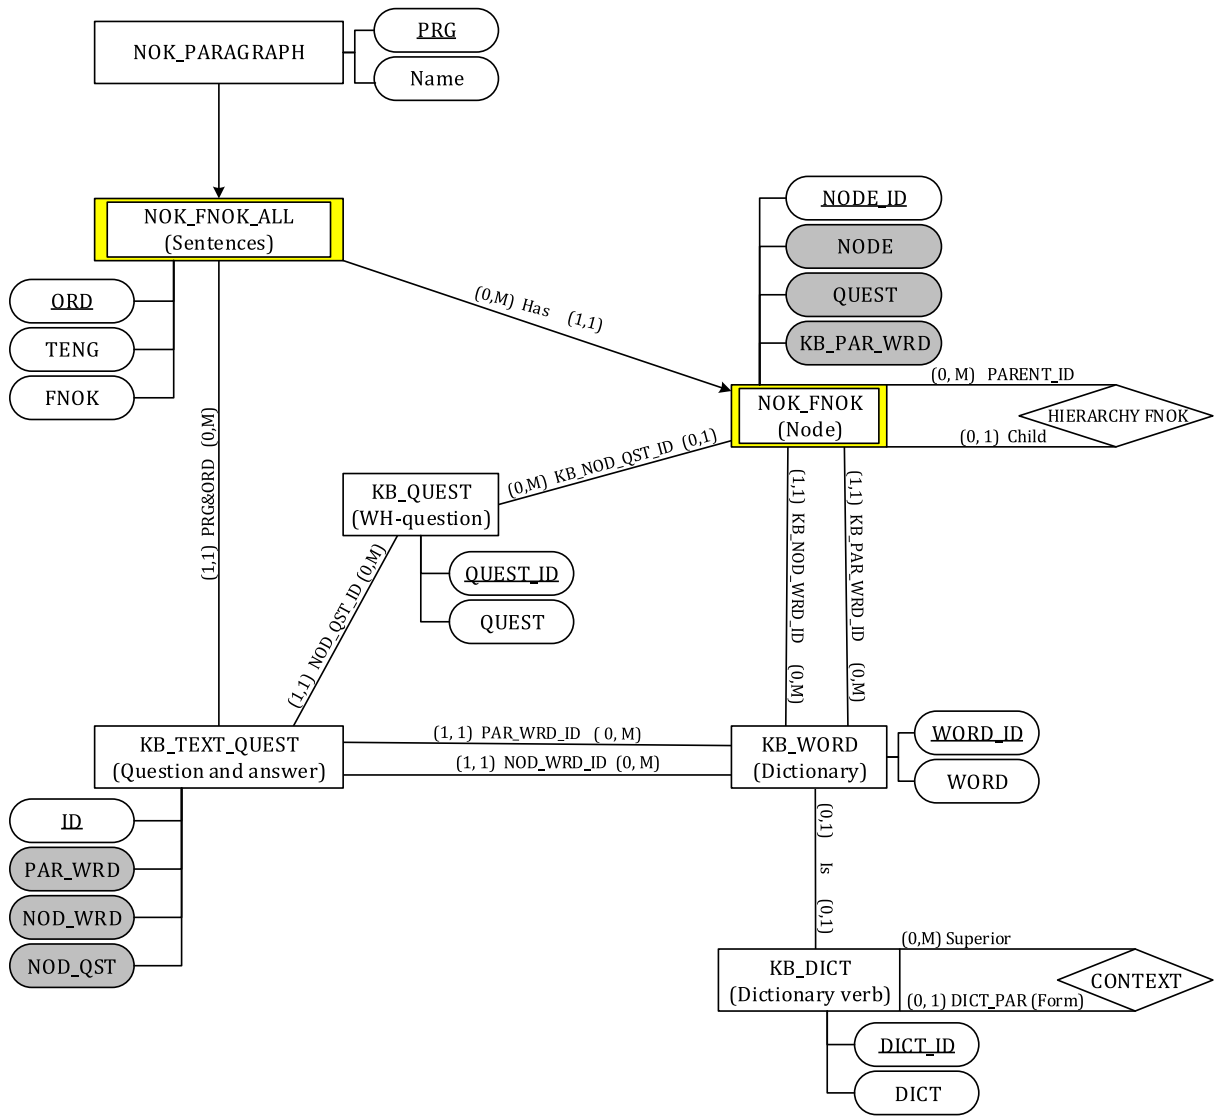 PRG
NOK_PARAGRAPH
Name
NOK_FNOK_ALL
(Sentences)
ORD
TENG
FNOK
(0,M) Has (1,1)
NODE_ID
NODE
QUEST
KB_PAR_WRD
(0, M) PARENT_ID
NOK_FNOK
(Node)
HIERARCHY FNOK
(0, 1) Child
(1,1) PRG&ORD (0,M)
(0,M) KB_NOD_QST_ID (0,1)
KB_QUEST
(WH-question)
QUEST_ID
QUEST
(1,1) NOD_QST_ID (0,M)
(1,1) KB_NOD_WRD_ID (0,M)
(1,1) KB_PAR_WRD_ID (0,M)
KB_TEXT_QUEST
(Question and answer)
(1, 1) PAR_WRD_ID ( 0, M)
(1, 1) NOD_WRD_ID (0, M)
KB_WORD
(Dictionary)
WORD_ID
WORD
ID
PAR_WRD
NOD_WRD
NOD_QST
(0,1) Is (0,1)
(0,M) Superior
KB_DICT
(Dictionary verb)
CONTEXT
(0, 1) DICT_PAR (Form)
DICT_ID
DICT